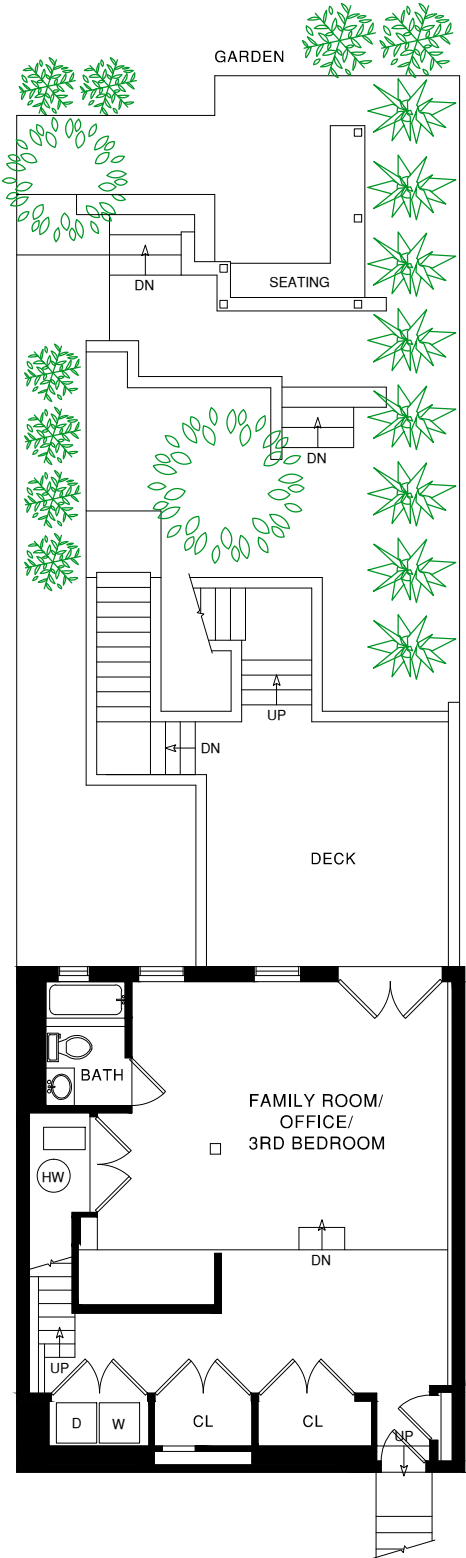 GARDEN
SEATING
DN
DN
UP
DN
DECK
BATH
FAMILY ROOM/
OFFICE/
3RD BEDROOM
HW
DN
UP
D
W
CL
CL
UP